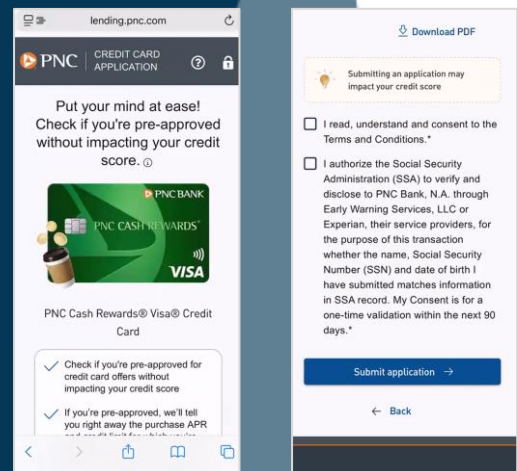 lending.pnc.com
PNC
CREDIT CARD
APPLICATION
Put your mind at ease!
Check if you're pre-approved
without impacting your credit
score.
PNC BANK
PNC CASH REWARDS®
VISA
PNC Cash Rewards® Visa® Credit
Card
Check if you're pre-approved for
credit card offers without
impacting your credit score
If you're pre-approved, we'll tell
you right away the purchase APR
and credit limit for which you're
Download PDF
Submitting an application may
impact your credit score
I read, understand and consent to the
Terms and Conditions.*
I authorize the Social Security
Administration (SSA) to verify and
disclose to PNC Bank, N.A. through
Early Warning Services, LLC or
Experian, their service providers, for
the purpose of this transaction
whether the name, Social Security
Number (SSN) and date of birth I
have submitted matches information
in SSA record. My Consent is for a
one-time validation within the next 90
days.*
Submit application →
← Back